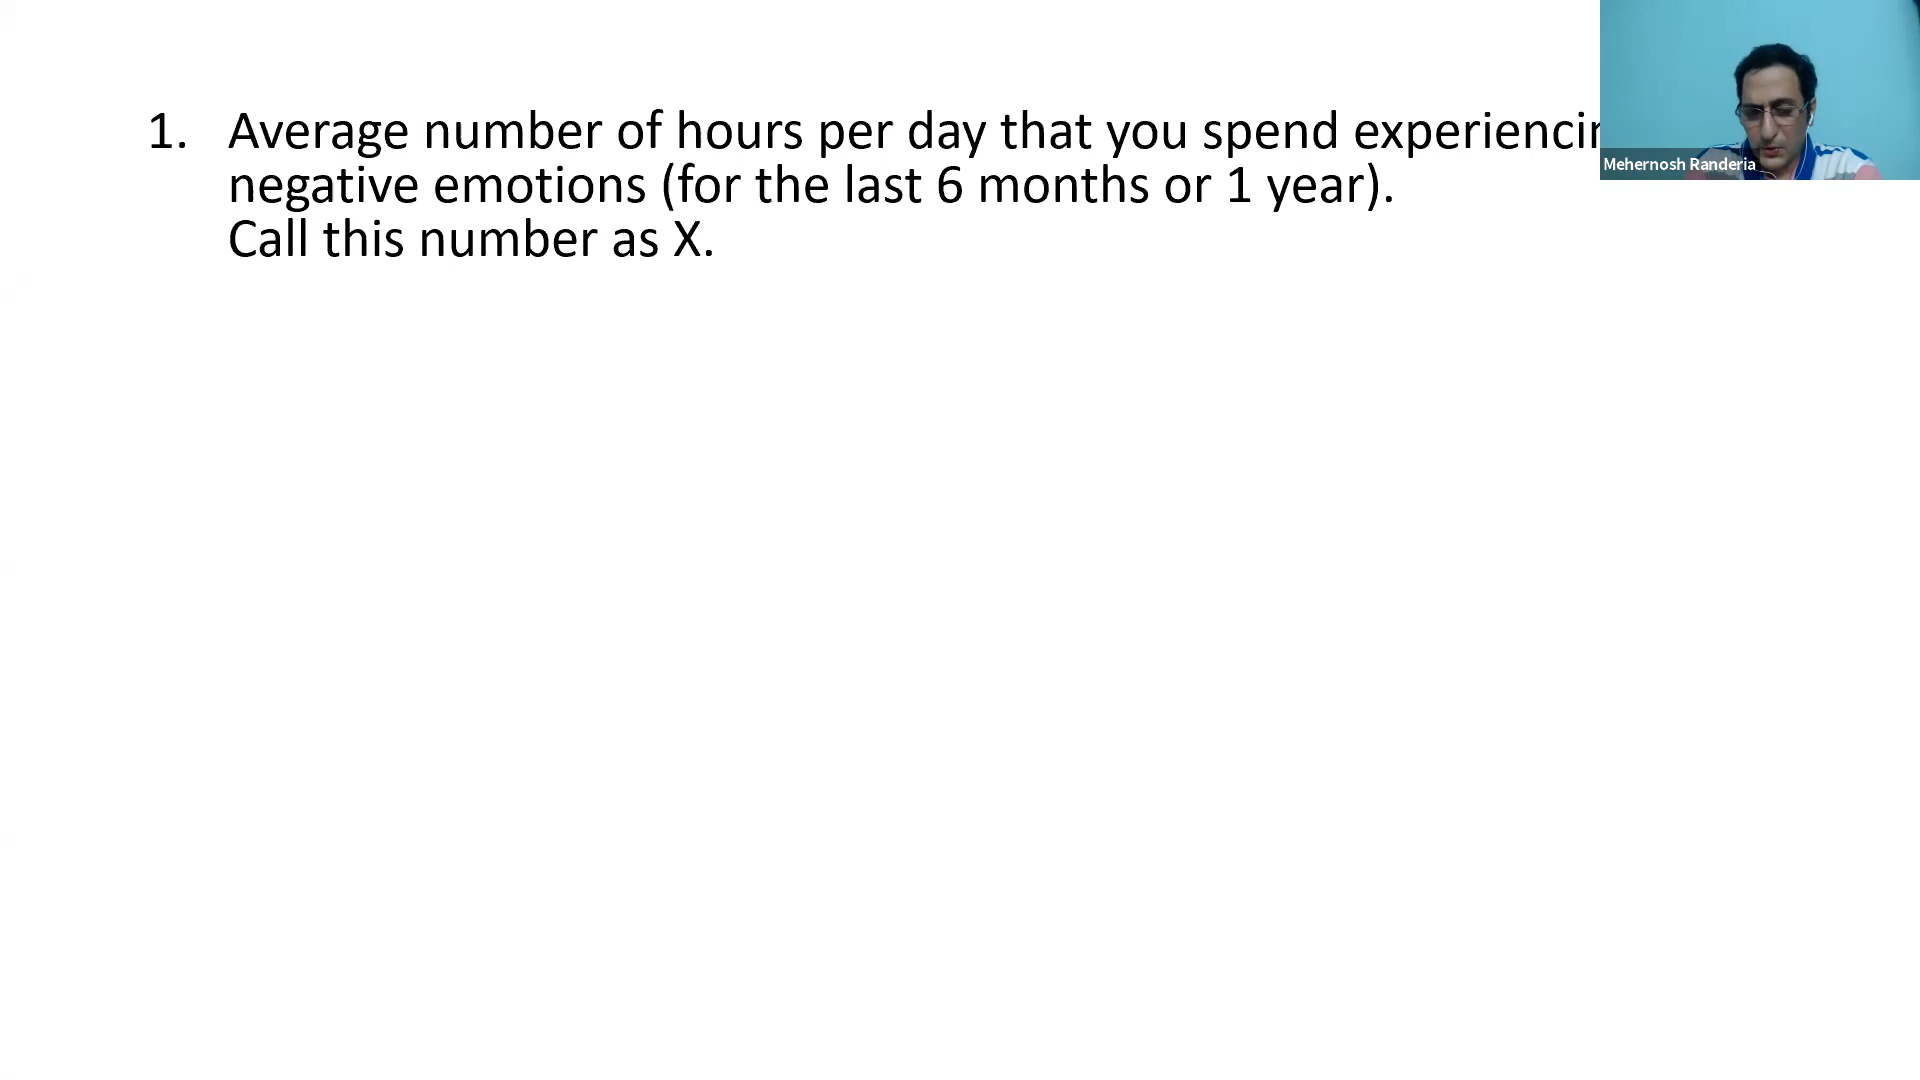 1. Average number of hours per day that you spend
negative emotions (for the last 6 months or 1 year).
Call this number as X.
Mehernosh Randeria